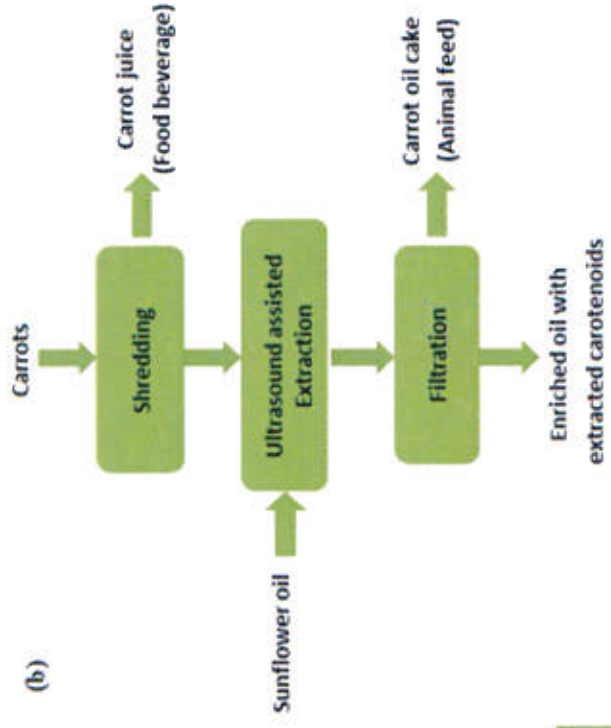 (b)
Carrots
Shredding
Carrot juice
(Food beverage)
Sunflower oil
Ultrasound assisted
Extraction
Filtration
Carrot oil cake
(Animal feed)
Enriched oil with
extracted carotenoids